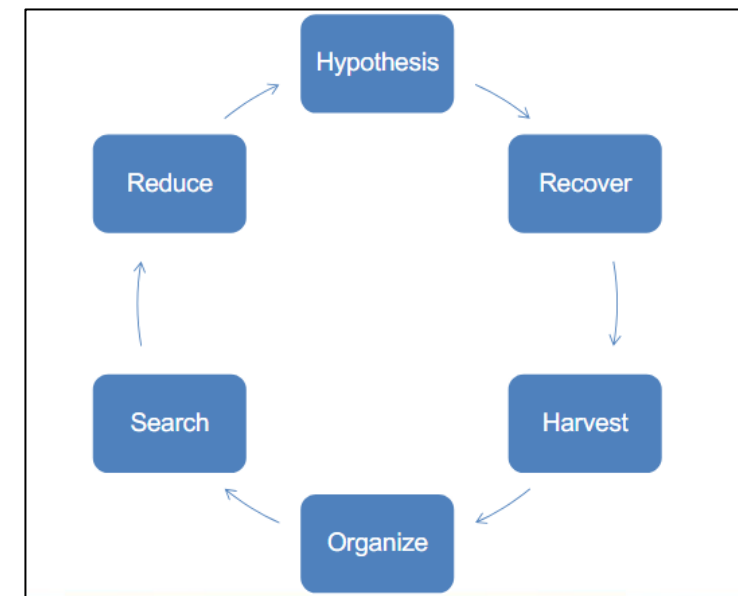 Hypothesis
Recover
Harvest
Organize
Search
Reduce